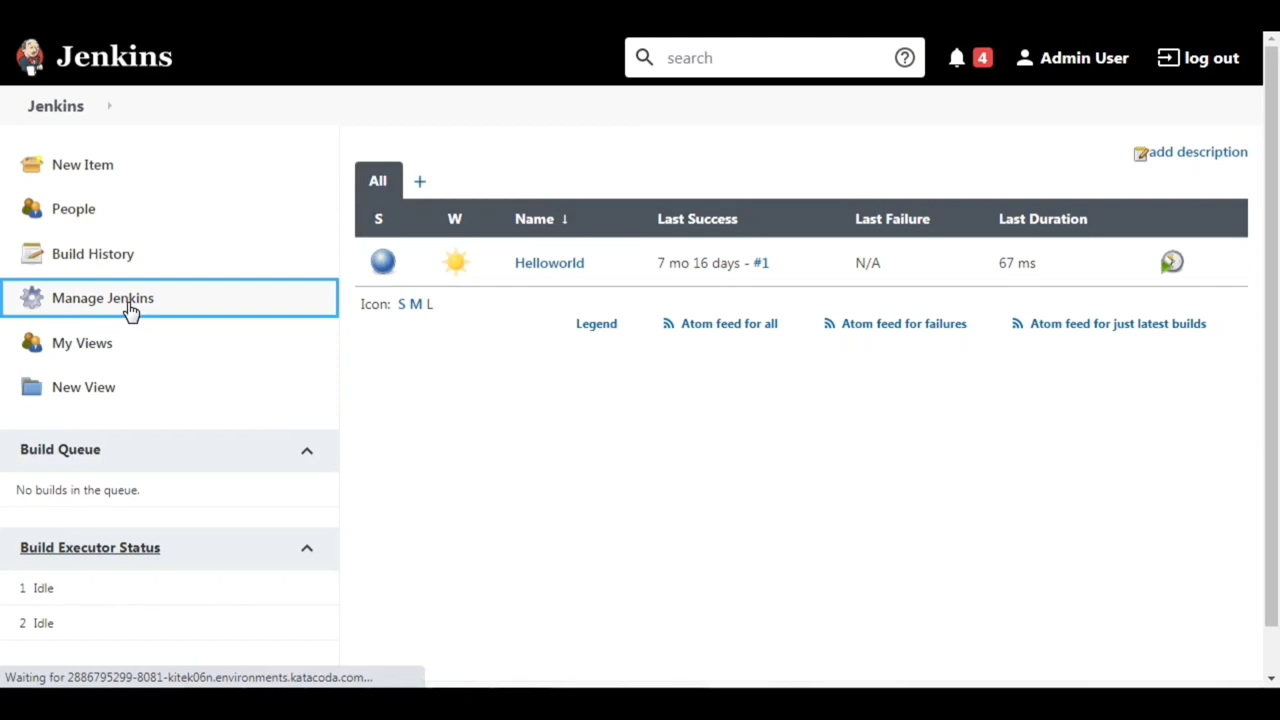 Jenkins
search
4
Admin User
log out
Jenkins
New Item
People
Build History
Manage Jenkins
My Views
New View
Build Queue
No builds in the queue.
Build Executor Status
1 Idle
2 Idle
add description
All +
S W Name ↓ Last Success Last Failure Last Duration
Helloworld 7 mo 16 days - #1 N/A 67 ms
Icon: S M L
Legend Atom feed for all Atom feed for failures Atom feed for just latest builds
Waiting for 2886795299-8081-kitek06n.environments.katacoda.com...